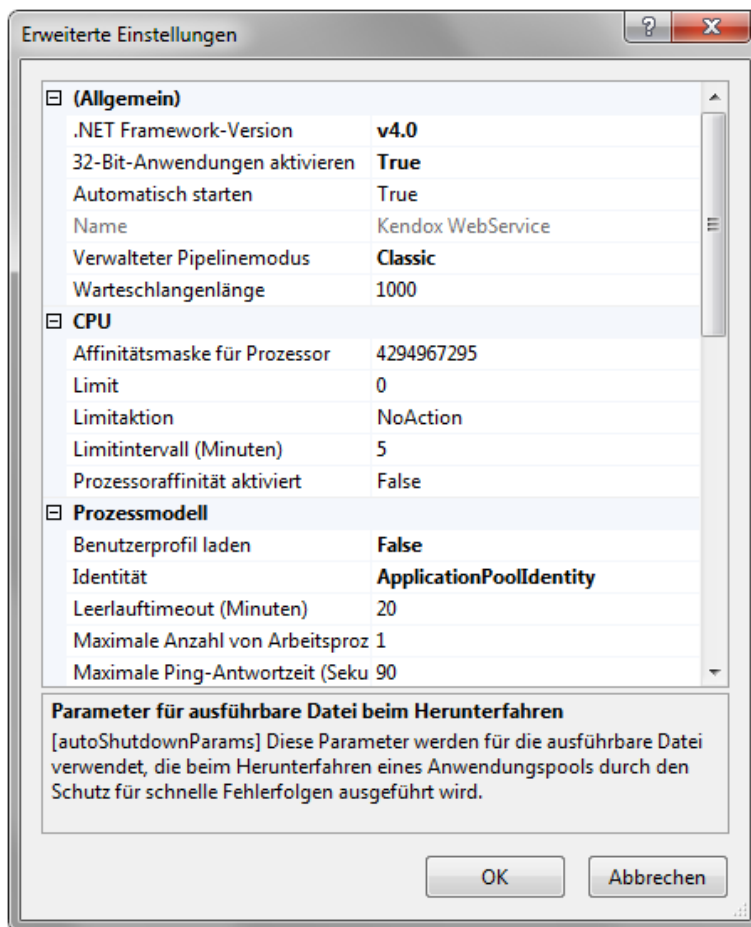 Erweiterte Einstellungen
(Allgemein)
.NET Framework-Version v4.0
32-Bit-Anwendungen aktivieren True
Automatisch starten True
Name Kendox WebService
Verwalteter Pipelinemodus Classic
Warteschlangenlänge 1000
CPU
Affinitätsmaske für Prozessor 4294967295
Limit 0
Limitaktion NoAction
Limitintervall (Minuten) 5
Prozessoraffinität aktiviert False
Prozessmodell
Benutzerprofil laden False
Identität ApplicationPoolIdentity
Leerlauftimeout (Minuten) 20
Maximale Anzahl von Arbeitsproz 1
Maximale Ping-Antwortzeit (Seku 90
Parameter für ausführbare Datei beim Herunterfahren
[autoShutdownParams] Diese Parameter werden für die ausführbare Datei
verwendet, die beim Herunterfahren eines Anwendungspools durch den
Schutz für schnelle Fehlerfolgen ausgeführt wird.
OK Abbrechen